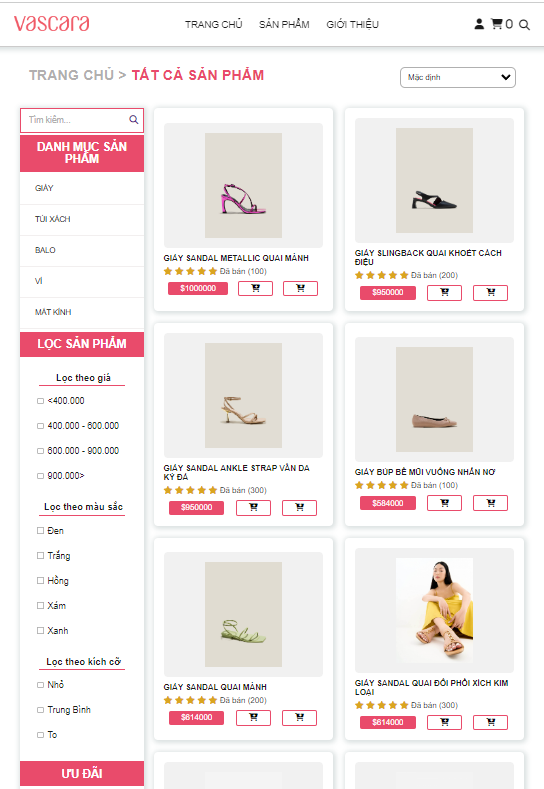 vascara
TRANG CHỦ
SẢN PHẨM
GIỚI THIỆU
0
TRANG CHỦ > TẤT CẢ SẢN PHẨM
Mặc định
Tìm kiếm...
DANH MỤC SẢN
PHẨM
GIÀY
TÚI XÁCH
BALO
VÍ
MẮT KÍNH
LỌC SẢN PHẨM
Lọc theo giá
<400.000
400.000 - 600.000
600.000 - 900.000
900.000>
Lọc theo màu sắc
Đen
Trắng
Hồng
Xám
Xanh
Lọc theo kích cỡ
Nhỏ
Trung Bình
To
ƯU ĐÃI
GIÀY SANDAL METALLIC QUAI MẢNH
Đã bán (100)
$1000000
GIÀY SLINGBACK QUAI KHOÉT CÁCH
ĐIỆU
Đã bán (200)
$950000
GIÀY SANDAL ANKLE STRAP VÂN DA
KỲ ĐÀ
Đã bán (300)
$950000
GIÀY BÚP BÊ MŨI VUÔNG NHẤN NƠ
Đã bán (100)
$584000
GIÀY SANDAL QUAI MẢNH
Đã bán (200)
$614000
GIÀY SANDAL QUAI ĐÔI PHỐI XÍCH KIM
LOẠI
Đã bán (300)
$614000